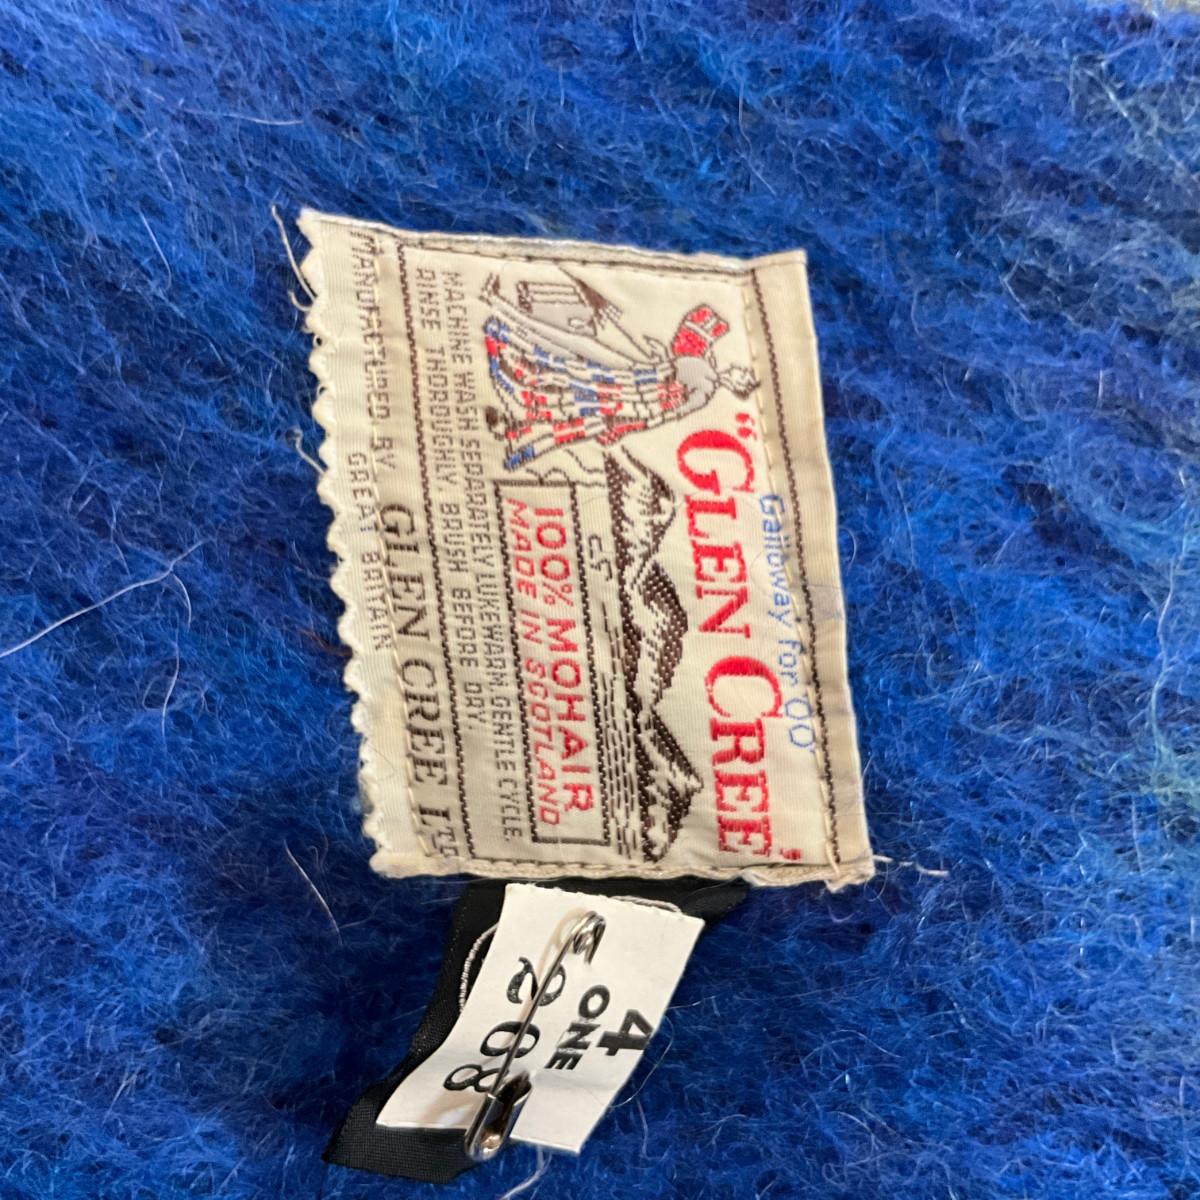 Galloway for OO'
"GLEN CREE"
100% MOHAIR
MADE IN SCOTLAND
MACHINE WASH SEPARATELY LUKEWARM. GENTLE CYCLE.
RINSE THOROUGHLY. BRUSH BEFORE DRY.
MANUFACTURED BY GLEN CREE LTD
GREAT BRITAIN
4
ONE
208